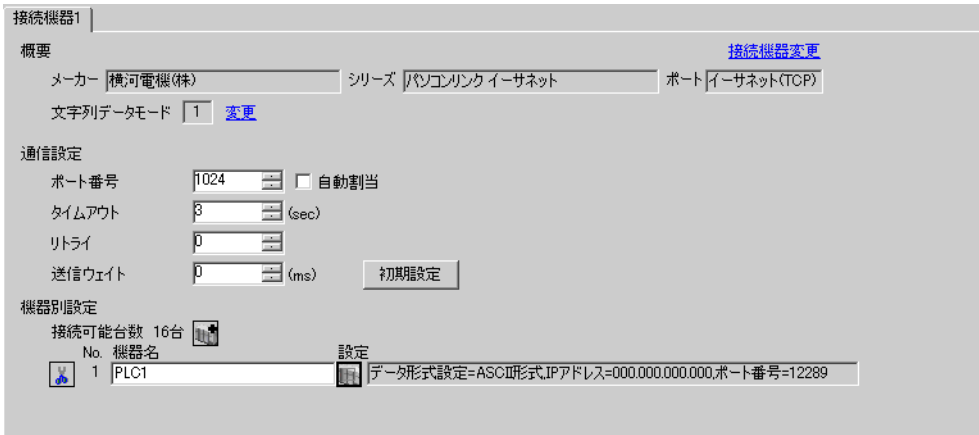 接続機器1
概要
接続機器変更
メーカー 横河電機(株) シリーズ パソコンリンク イーサネット ポート イーサネット(TCP)
文字列データモード 1 変更
通信設定
ポート番号 1024 自動割当
タイムアウト 3 (sec)
リトライ 0
送信ウェイト 0 (ms) 初期設定
機器別設定
接続可能台数 16台
No. 機器名 設定
1 PLC1 データ形式設定=ASCII形式,IPアドレス=000.000.000.000,ポート番号=12289